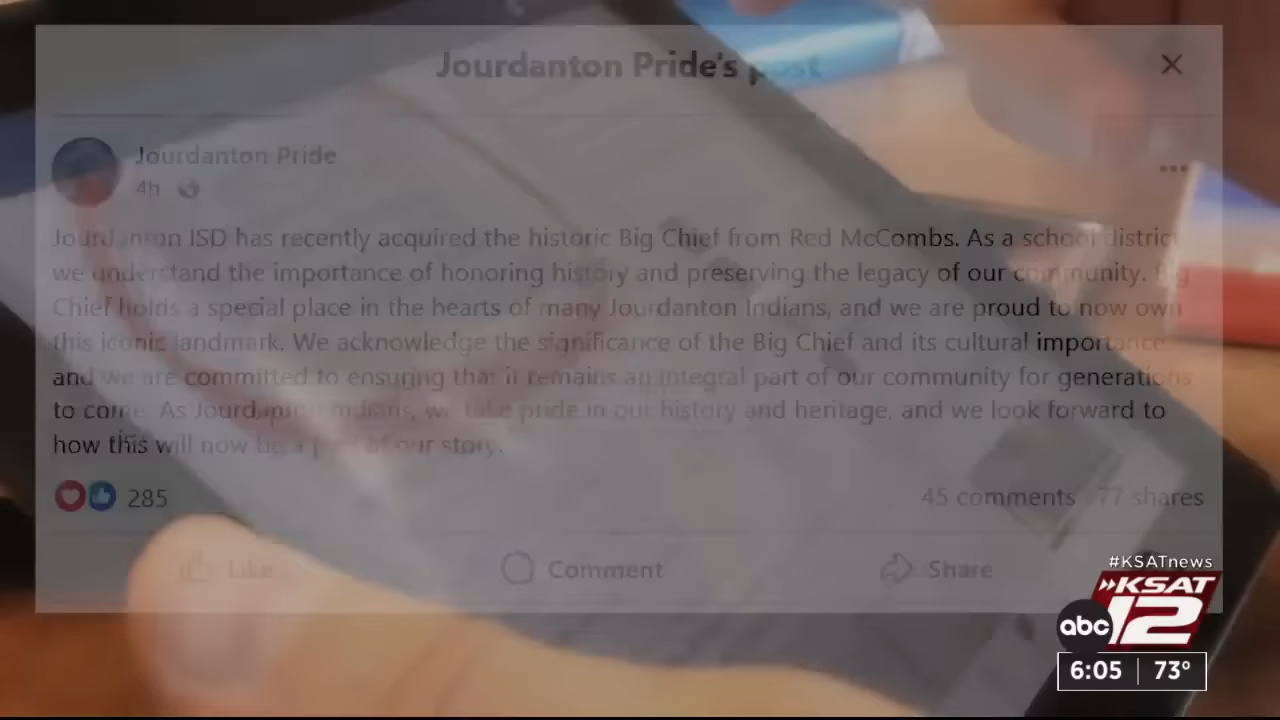 Jourdanton Pride's post
Jourdanton Pride
4h
Jourdanton ISD has recently acquired the historic Big Chief from Red McCombs. As a school district
we understand the importance of honoring history and preserving the legacy of our community. Big
Chief holds a special place in the hearts of many Jourdanton Indians, and we are proud to now own
this iconic landmark. We acknowledge the significance of the Big Chief and its cultural importance
and we are committed to ensuring that it remains an integral part of our community for generations
to come. As Jourdanton Indians, we take pride in our history and heritage, and we look forward to
how this will now be a part of our story.
285
45 comments 77 shares
Like Comment Share
#KSATnews
KSAT
abc 12
6:05 73°